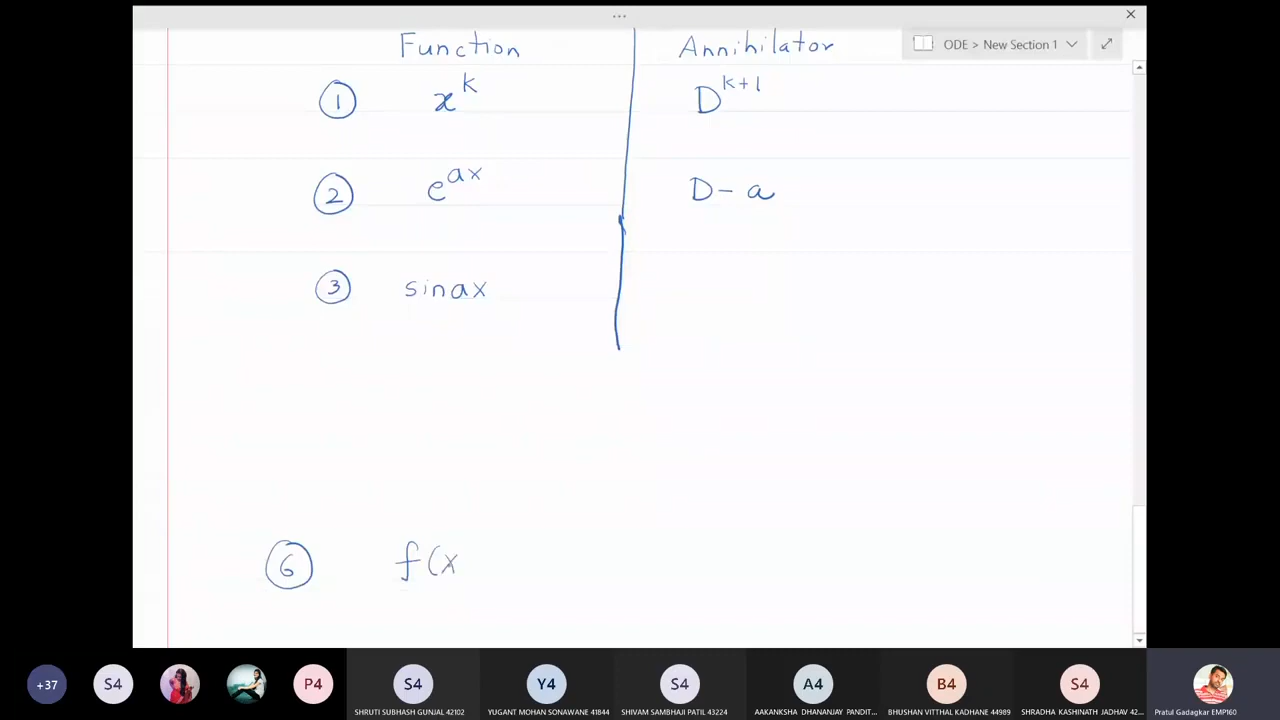 ODE > New Section 1
Function Annihilator
1 x^k D^{k+1}
2 e^{ax} D - a
3 sinax
6 f(x
+37 S4 P4 S4 Y4 S4 A4 B4 S4
SHRUTI SUBHASH GUNJAL 42102 YUGANT MOHAN SONAWANE 41844 SHIVAM SAMBHAJI PATIL 43224 AAKANKSHA DHANANJAY PANDIT... BHUSHAN VITTHAL KADHANE 44989 SHRADHA KASHINATH JADHAV 42... Pratul Gadagkar EMP160